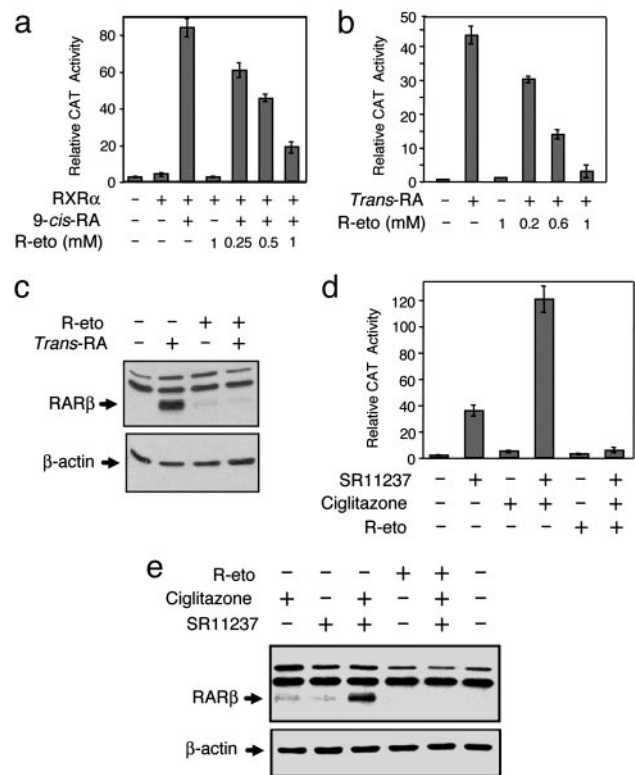 a
Relative CAT Activity
80
60
40
20
0
RXRα – + + + + + +
9-cis-RA – – + – + + +
R-eto (mM) – – – 1 0.25 0.5 1
b
Relative CAT Activity
50
40
30
20
10
0
Trans-RA – + – + + +
R-eto (mM) – – 1 0.2 0.6 1
c
R-eto – – + +
Trans-RA – + – +
RARβ
β-actin
d
Relative CAT Activity
120
100
80
60
40
20
0
SR11237 – + – + – +
Ciglitazone – – + + – +
R-eto – – – – + +
e
R-eto – – – + + –
Ciglitazone + – + – + –
SR11237 – + + – + –
RARβ
β-actin